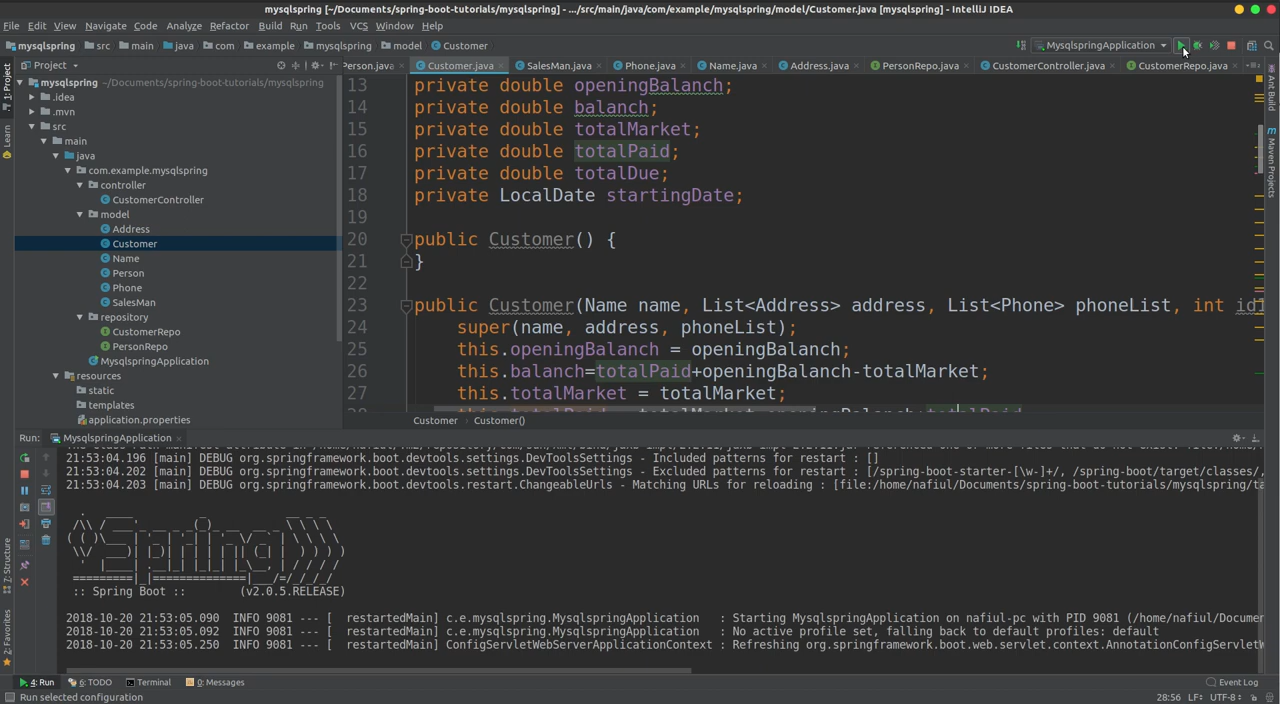 mysqlspring [~/Documents/spring-boot-tutorials/mysqlspring] - .../src/main/java/com/example/mysqlspring/model/Customer.java [mysqlspring] - IntelliJ IDEA
File Edit View Navigate Code Analyze Refactor Build Run Tools VCS Window Help
mysqlspring src main java com example mysqlspring model Customer MysqlspringApplication
Project
Person.java Customer.java SalesMan.java Phone.java Name.java Address.java PersonRepo.java CustomerController.java CustomerRepo.java
1: Project
Learn
7: Structure
2: Favorites
Ant Build
Maven Projects
mysqlspring ~/Documents/spring-boot-tutorials/mysqlspring
.idea
.mvn
src
main
java
com.example.mysqlspring
controller
CustomerController
model
Address
Customer
Name
Person
Phone
SalesMan
repository
CustomerRepo
PersonRepo
MysqlspringApplication
resources
static
templates
application.properties
13 private double openingBalanch;
14 private double balanch;
15 private double totalMarket;
16 private double totalPaid;
17 private double totalDue;
18 private LocalDate startingDate;
19
20 public Customer() {
21 }
22
23 public Customer(Name name, List<Address> address, List<Phone> phoneList, int
24 super(name, address, phoneList);
25 this.openingBalanch = openingBalanch;
26 this.balanch=totalPaid+openingBalanch-totalMarket;
27 this.totalMarket = totalMarket;
Customer Customer()
Run: MysqlspringApplication
21:53:04.196 [main] DEBUG org.springframework.boot.devtools.settings.DevToolsSettings - Included patterns for restart : []
21:53:04.202 [main] DEBUG org.springframework.boot.devtools.settings.DevToolsSettings - Excluded patterns for restart : [/spring-boot-starter-[\w-]+/, /spring-boot/target/classes/,
21:53:04.203 [main] DEBUG org.springframework.boot.devtools.restart.ChangeableUrls - Matching URLs for reloading : [file:/home/nafiul/Documents/spring-boot-tutorials/mysqlspring/ta
:: Spring Boot :: (v2.0.5.RELEASE)
2018-10-20 21:53:05.090 INFO 9081 --- [ restartedMain] c.e.mysqlspring.MysqlspringApplication : Starting MysqlspringApplication on nafiul-pc with PID 9081 (/home/nafiul/Documen
2018-10-20 21:53:05.092 INFO 9081 --- [ restartedMain] c.e.mysqlspring.MysqlspringApplication : No active profile set, falling back to default profiles: default
2018-10-20 21:53:05.250 INFO 9081 --- [ restartedMain] ConfigServletWebServerApplicationContext : Refreshing org.springframework.boot.web.servlet.context.AnnotationConfigServletW
4: Run 6: TODO Terminal 0: Messages Event Log
Run selected configuration 28:56 LF÷ UTF-8÷